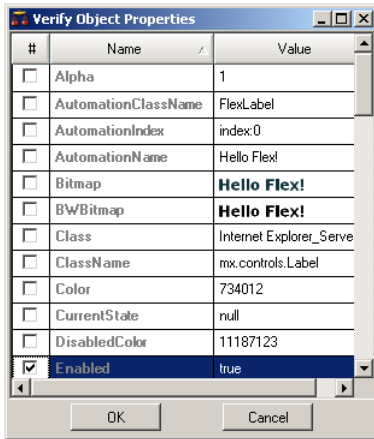 Verify Object Properties
# Name Value
Alpha 1
AutomationClassName FlexLabel
AutomationIndex index:0
AutomationName Hello Flex!
Bitmap Hello Flex!
BWBitmap Hello Flex!
Class Internet Explorer_Serve
ClassName mx.controls.Label
Color 734012
CurrentState null
DisabledColor 11187123
Enabled true
OK Cancel